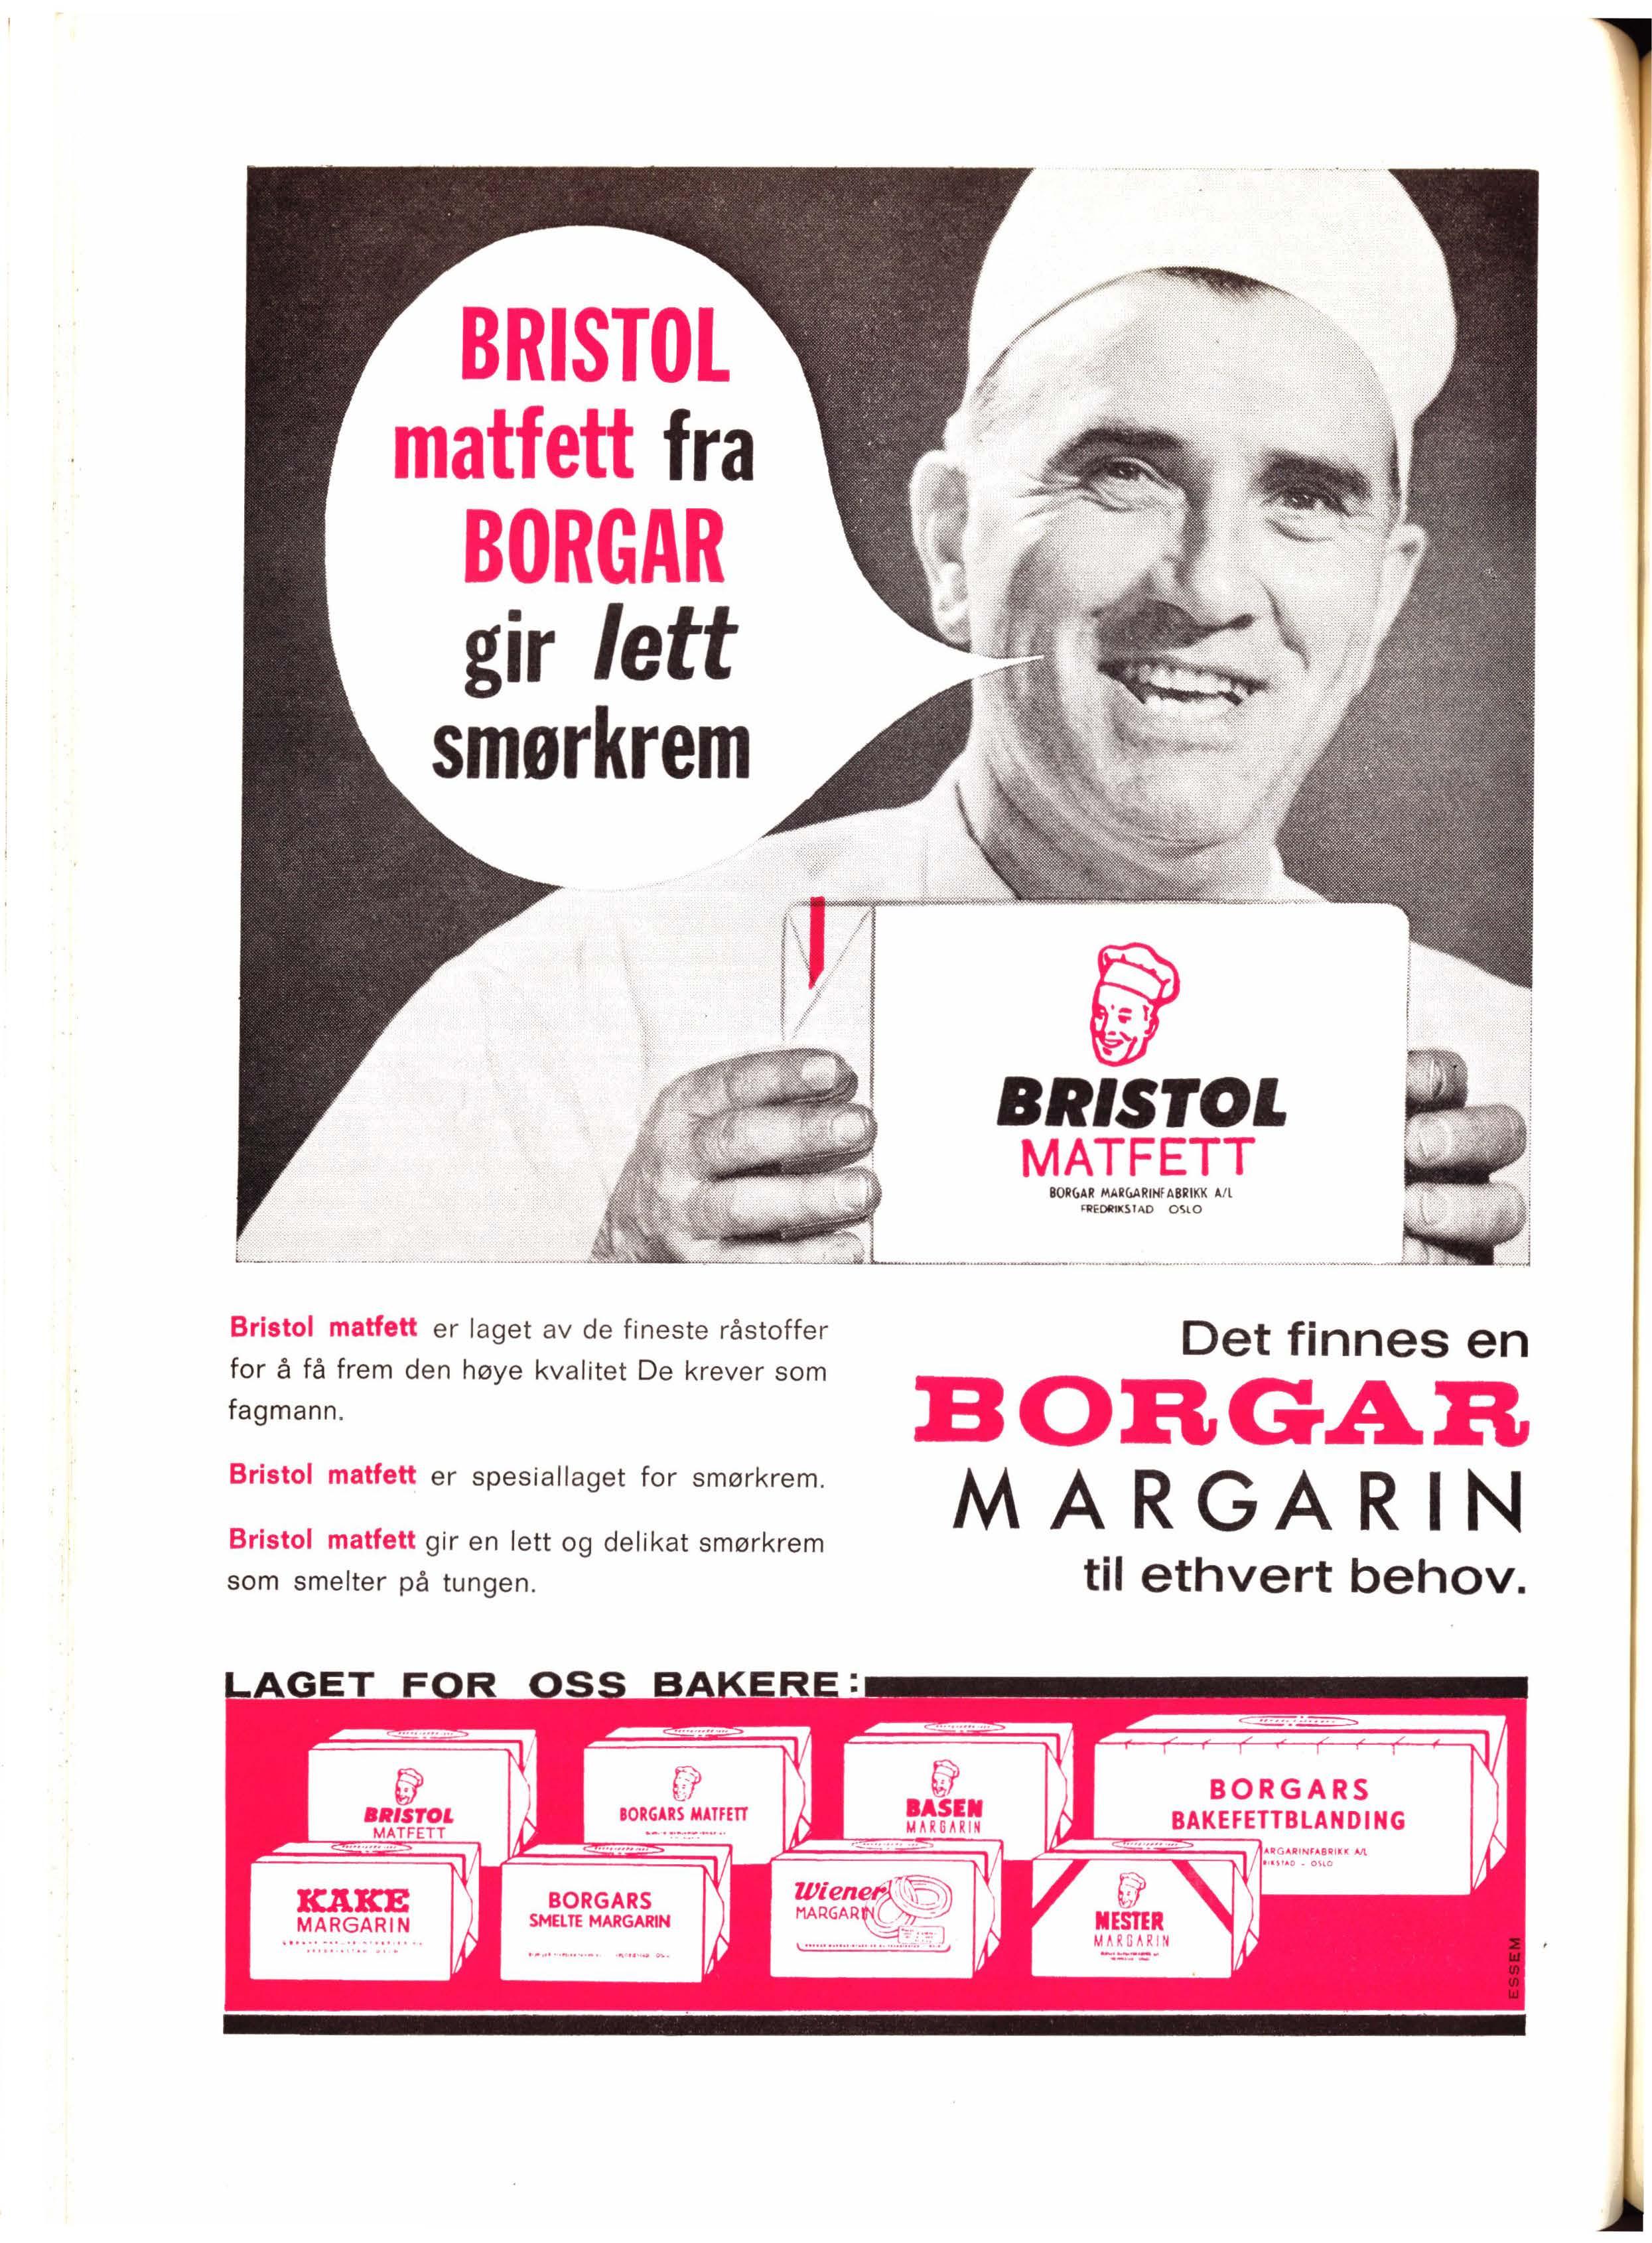 BRISTOL
matfett fra
BORGAR
gir lett
smørkrem
BRISTOL
MATFETT
BORGAR MARGARINFABRIKK A/L
FREDRIKSTAD OSLO
Bristol matfett er laget av de fineste råstoffer
for å få frem den høye kvalitet De krever som
fagmann.
Bristol matfett er spesiallaget for smørkrem.
Bristol matfett gir en lett og delikat smørkrem
som smelter på tungen.
Det finnes en
BORGAR
MARGARIN
til ethvert behov.
LAGET FOR OSS BAKERE:
BRISTOL
MATFETT
BORGARS MATFETT
BASEN
MARGARIN
BORGARS
BAKEFETTBLANDING
ARGARINFABRIKK A/L
RIKSTAD - OSLO
KAKE
MARGARIN
BORGARS
SMELTE MARGARIN
Wiener
MARGARIN
MESTER
MARGARIN
ESSEM